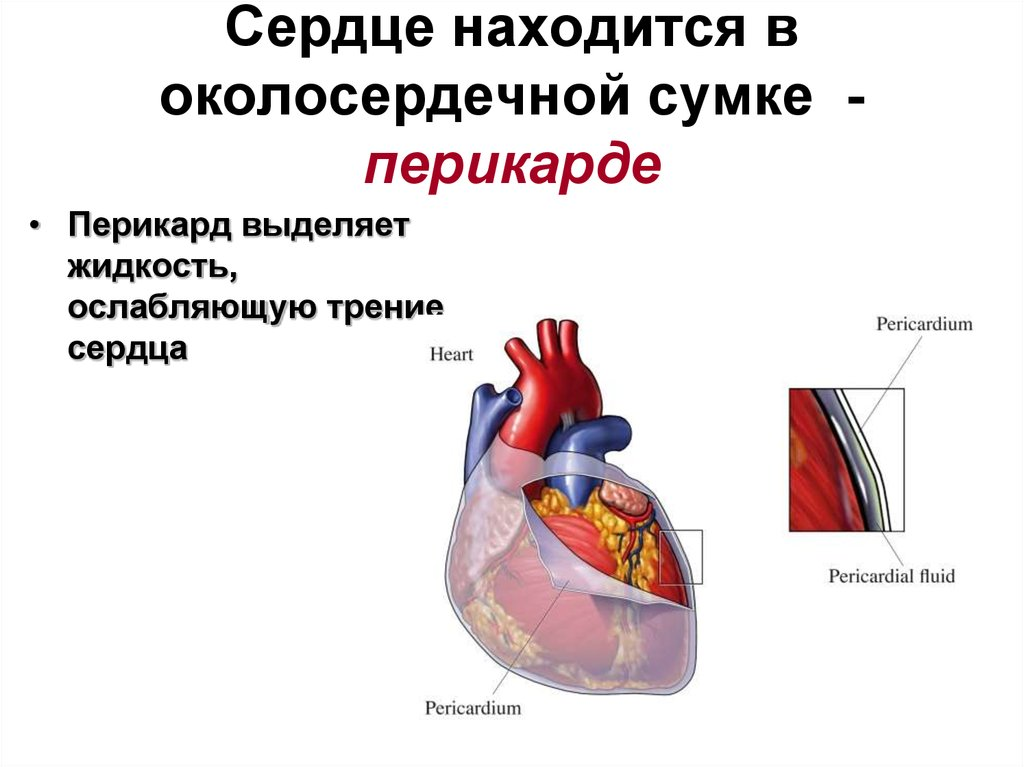 Сердце находится в
околосердечной сумке -
перикарде
• Перикард выделяет
жидкость,
ослабляющую трение
сердца
Heart
Pericardium
Pericardial fluid
Pericardium